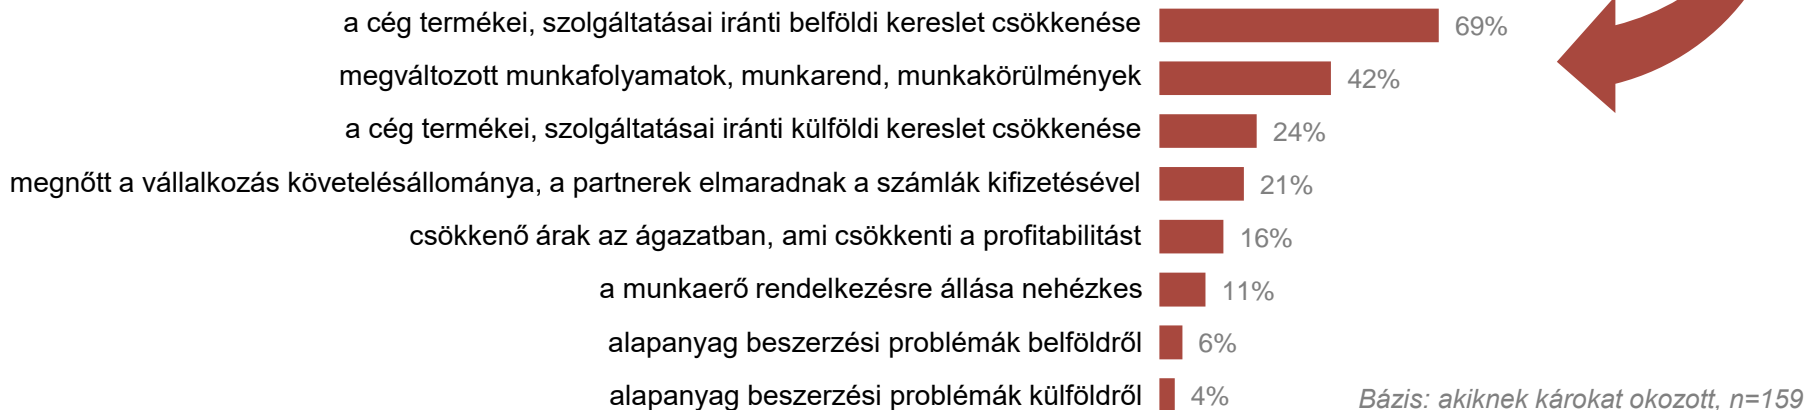 a cég termékei, szolgáltatásai iránti belföldi kereslet csökkenése 69%
megváltozott munkafolyamatok, munkarend, munkakörülmények 42%
a cég termékei, szolgáltatásai iránti külföldi kereslet csökkenése 24%
megnőtt a vállalkozás követelésállománya, a partnerek elmaradnak a számlák kifizetésével 21%
csökkenő árak az ágazatban, ami csökkenti a profitabilitást 16%
a munkaerő rendelkezésre állása nehézkes 11%
alapanyag beszerzési problémák belföldről 6%
alapanyag beszerzési problémák külföldről 4%
Bázis: akiknek károkat okozott, n=159